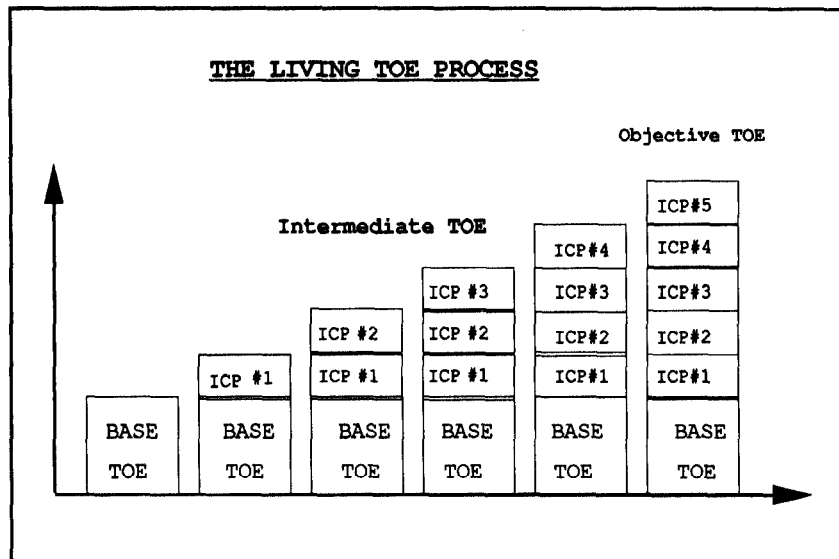 THE LIVING TOE PROCESS
Objective TOE
Intermediate TOE
BASE
TOE
ICP #1
BASE
TOE
ICP #2
ICP #1
BASE
TOE
ICP #3
ICP #2
ICP #1
BASE
TOE
ICP#4
ICP#3
ICP#2
ICP#1
BASE
TOE
ICP#5
ICP#4
ICP#3
ICP#2
ICP#1
BASE
TOE